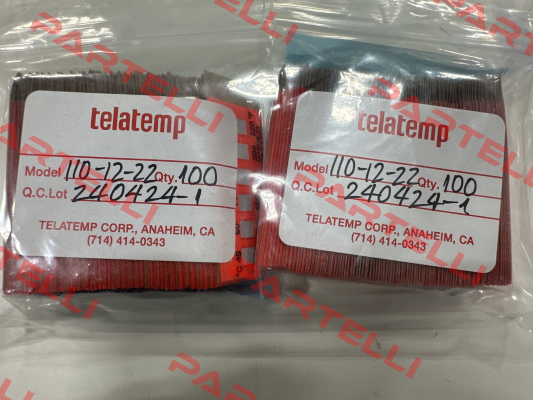 telatemp
Model 110-12-22 Qty. 100
Q.C.Lot 240424-1
TELATEMP CORP., ANAHEIM, CA
(714) 414-0343
telatemp
Model 110-12-22 Qty. 100
Q.C.Lot 240424-1
TELATEMP CORP., ANAHEIM, CA
(714) 414-0343
PARTELLI
PARTELLI
PARTELLI
PARTELLI
PARTELLI